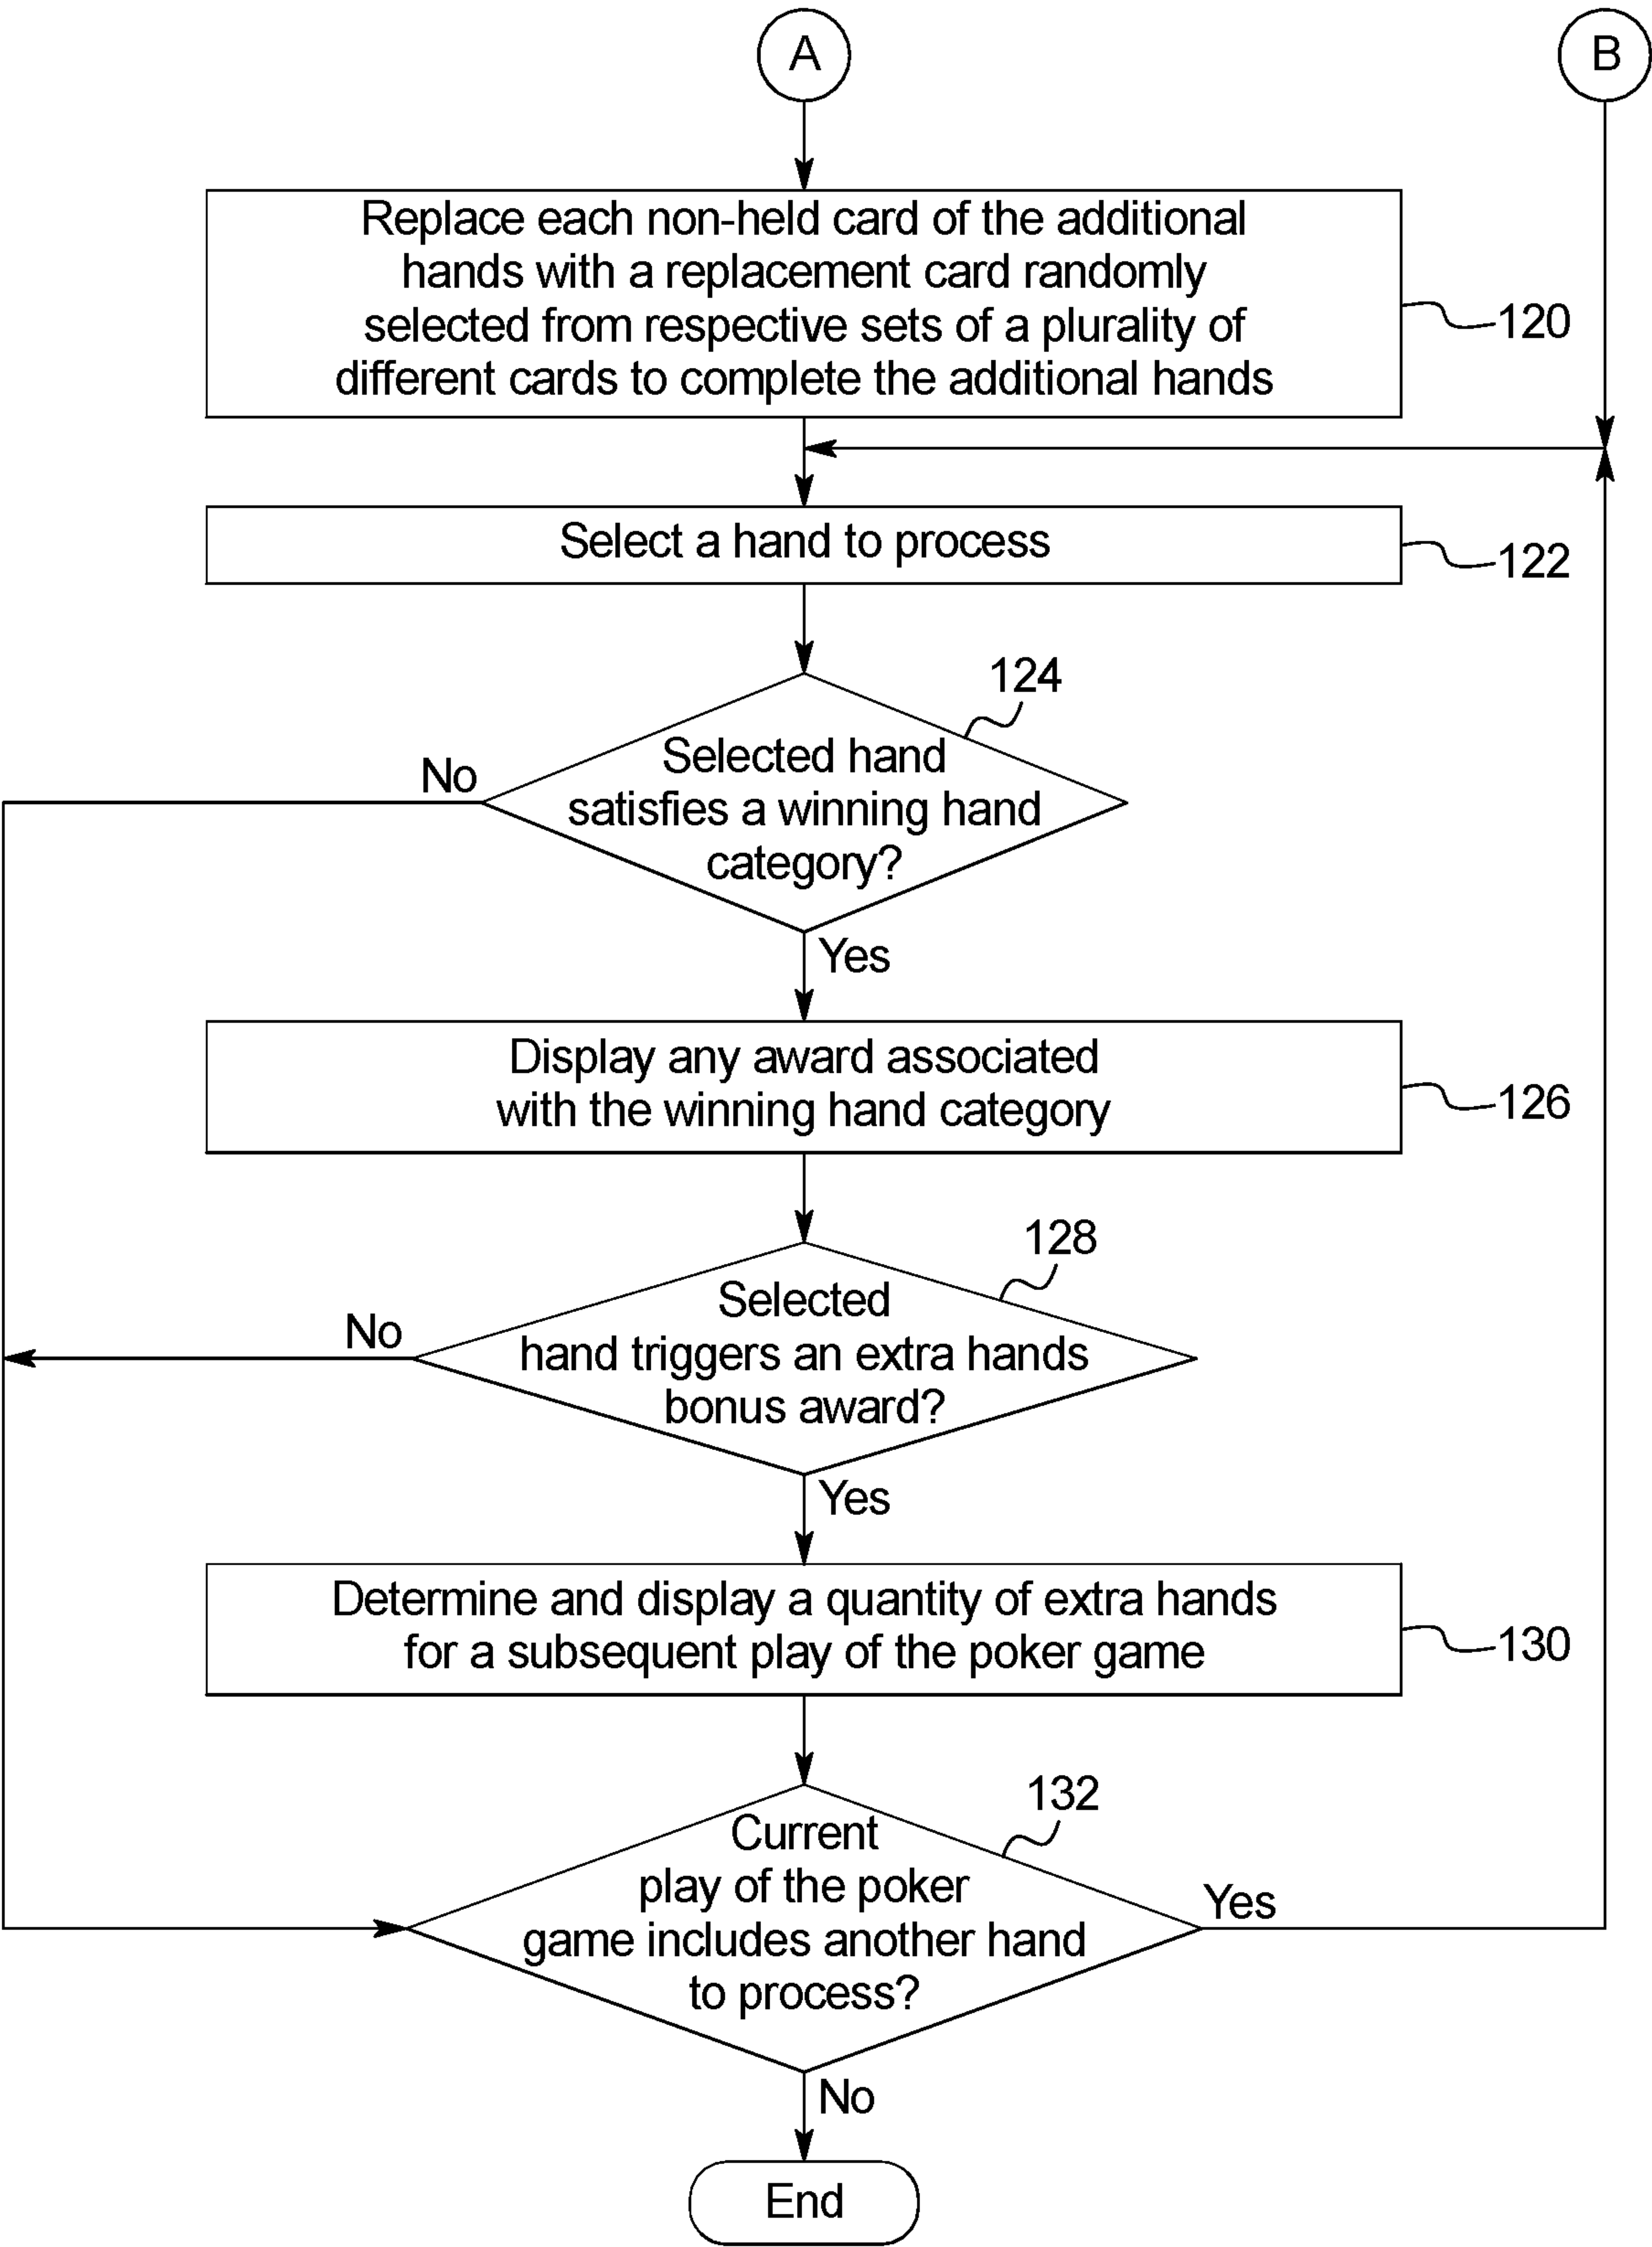 A
B
Replace each non-held card of the additional
hands with a replacement card randomly
selected from respective sets of a plurality of
different cards to complete the additional hands
120
Select a hand to process
122
124
Selected hand
satisfies a winning hand
category?
No
Yes
Display any award associated
with the winning hand category
126
128
Selected
hand triggers an extra hands
bonus award?
No
Yes
Determine and display a quantity of extra hands
for a subsequent play of the poker game
130
132
Current
play of the poker
game includes another hand
to process?
Yes
No
End